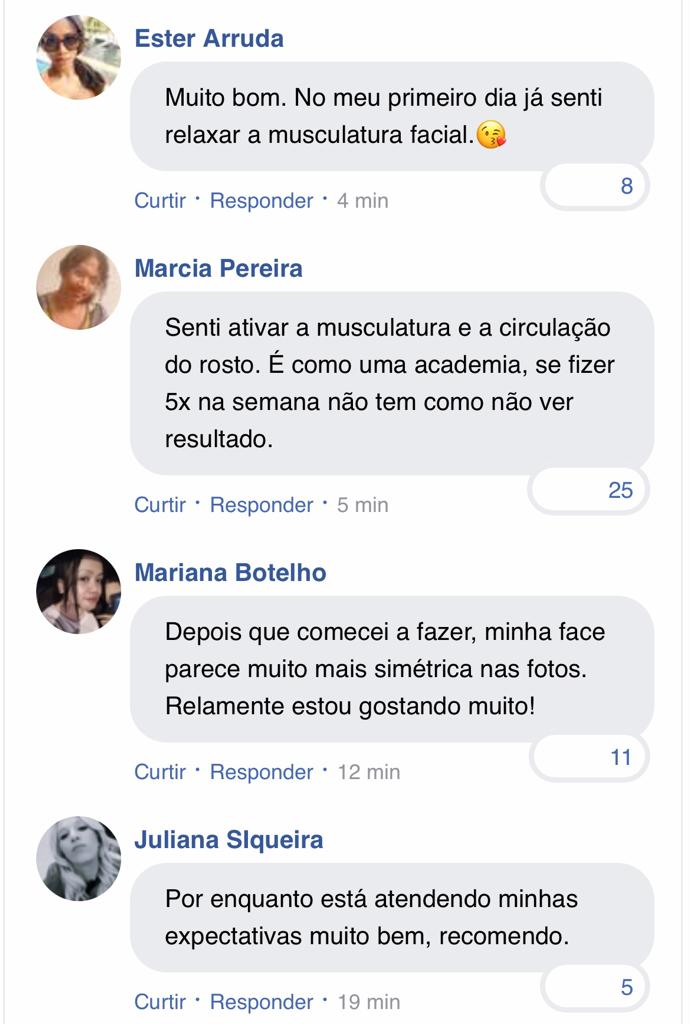 Ester Arruda
Muito bom. No meu primeiro dia já senti
relaxar a musculatura facial.😘
8
Curtir · Responder · 4 min
Marcia Pereira
Senti ativar a musculatura e a circulação
do rosto. É como uma academia, se fizer
5x na semana não tem como não ver
resultado.
25
Curtir · Responder · 5 min
Mariana Botelho
Depois que comecei a fazer, minha face
parece muito mais simétrica nas fotos.
Relamente estou gostando muito!
11
Curtir · Responder · 12 min
Juliana SIqueira
Por enquanto está atendendo minhas
expectativas muito bem, recomendo.
5
Curtir · Responder · 19 min